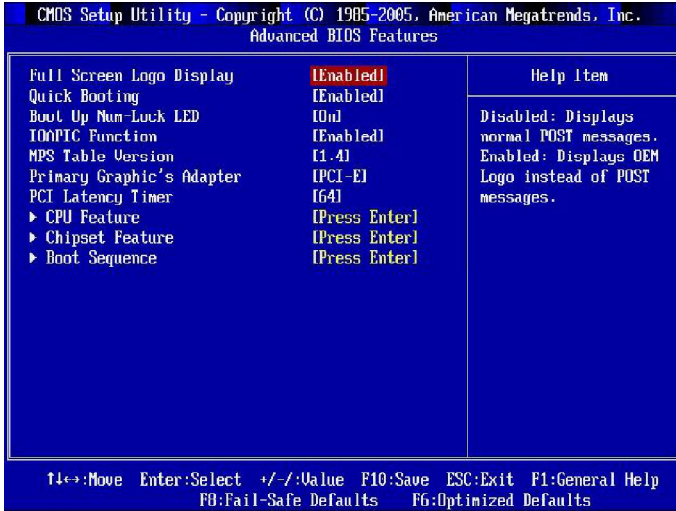 CMOS Setup Utility - Copyright (C) 1985-2005, American Megatrends, Inc.
Advanced BIOS Features
Full Screen Logo Display [Enabled]
Quick Booting [Enabled]
Boot Up Num-Lock LED [On]
IOAPIC Function [Enabled]
MPS Table Version [1.4]
Primary Graphic's Adapter [PCI-E]
PCI Latency Timer [64]
▶ CPU Feature [Press Enter]
▶ Chipset Feature [Press Enter]
▶ Boot Sequence [Press Enter]
Help Item
Disabled: Displays
normal POST messages.
Enabled: Displays OEM
Logo instead of POST
messages.
↑↓↔:Move Enter:Select +/-/:Value F10:Save ESC:Exit F1:General Help
F8:Fail-Safe Defaults F6:Optimized Defaults